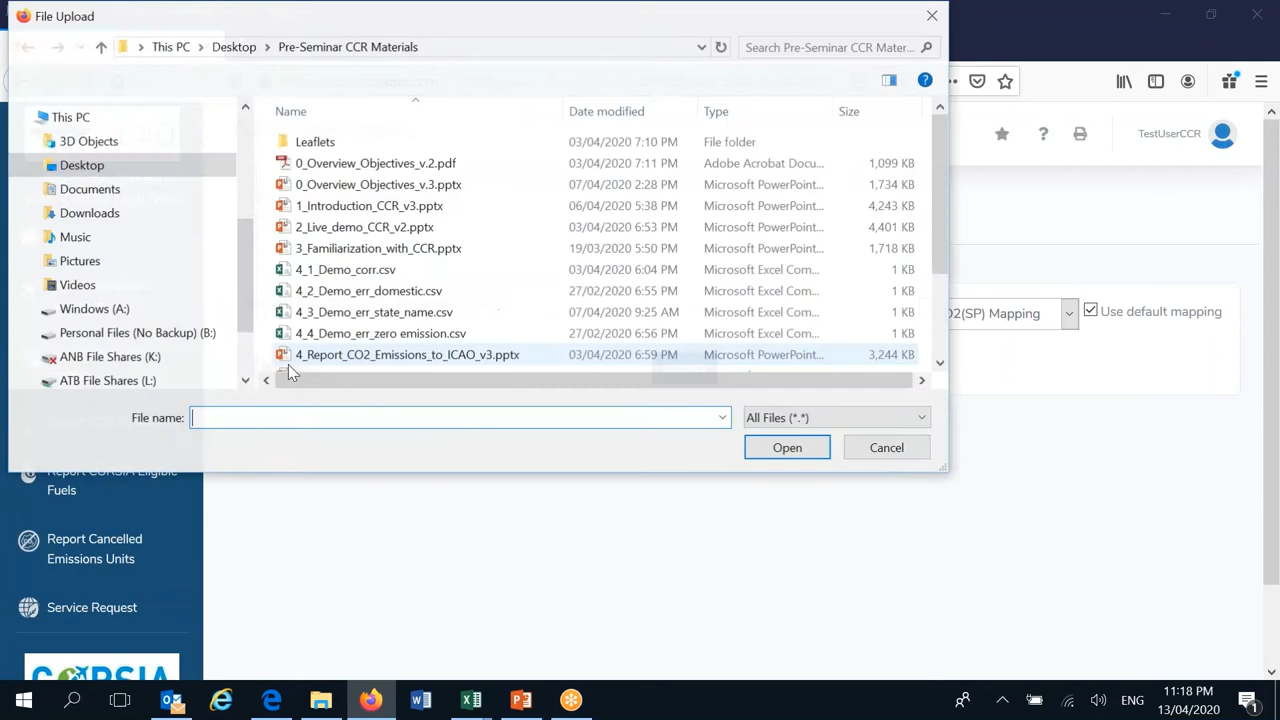 File Upload
This PC
Desktop
Pre-Seminar CCR Materials
Search Pre-Seminar CCR Mater...
Name
Date modified
Type
Size
This PC
3D Objects
Desktop
Documents
Downloads
Music
Pictures
Videos
Windows (A:)
Personal Files (No Backup) (B:)
ANB File Shares (K:)
ATB File Shares (L:)
Leaflets 03/04/2020 7:10 PM File folder
0_Overview_Objectives_v.2.pdf 03/04/2020 7:11 PM Adobe Acrobat Docu... 1,099 KB
0_Overview_Objectives_v.3.pptx 07/04/2020 2:28 PM Microsoft PowerPoint... 1,734 KB
1_Introduction_CCR_v3.pptx 06/04/2020 5:38 PM Microsoft PowerPoint... 4,243 KB
2_Live_demo_CCR_v2.pptx 03/04/2020 6:53 PM Microsoft PowerPoint... 4,401 KB
3_Familiarization_with_CCR.pptx 19/03/2020 5:50 PM Microsoft PowerPoint... 1,718 KB
4_1_Demo_corr.csv 03/04/2020 6:04 PM Microsoft Excel Com... 1 KB
4_2_Demo_err_domestic.csv 27/02/2020 6:55 PM Microsoft Excel Com... 1 KB
4_3_Demo_err_state_name.csv 07/04/2020 9:25 AM Microsoft Excel Com... 1 KB
4_4_Demo_err_zero emission.csv 27/02/2020 6:56 PM Microsoft Excel Com... 1 KB
4_Report_CO2_Emissions_to_ICAO_v3.pptx 03/04/2020 6:59 PM Microsoft PowerPoint... 3,244 KB
File name:
All Files (*.*)
Open
Cancel
TestUserCCR
O2(SP) Mapping
Use default mapping
Report CORSIA Eligible
Fuels
Report Cancelled
Emissions Units
Service Request
CORSIA
ENG
11:18 PM
13/04/2020
1